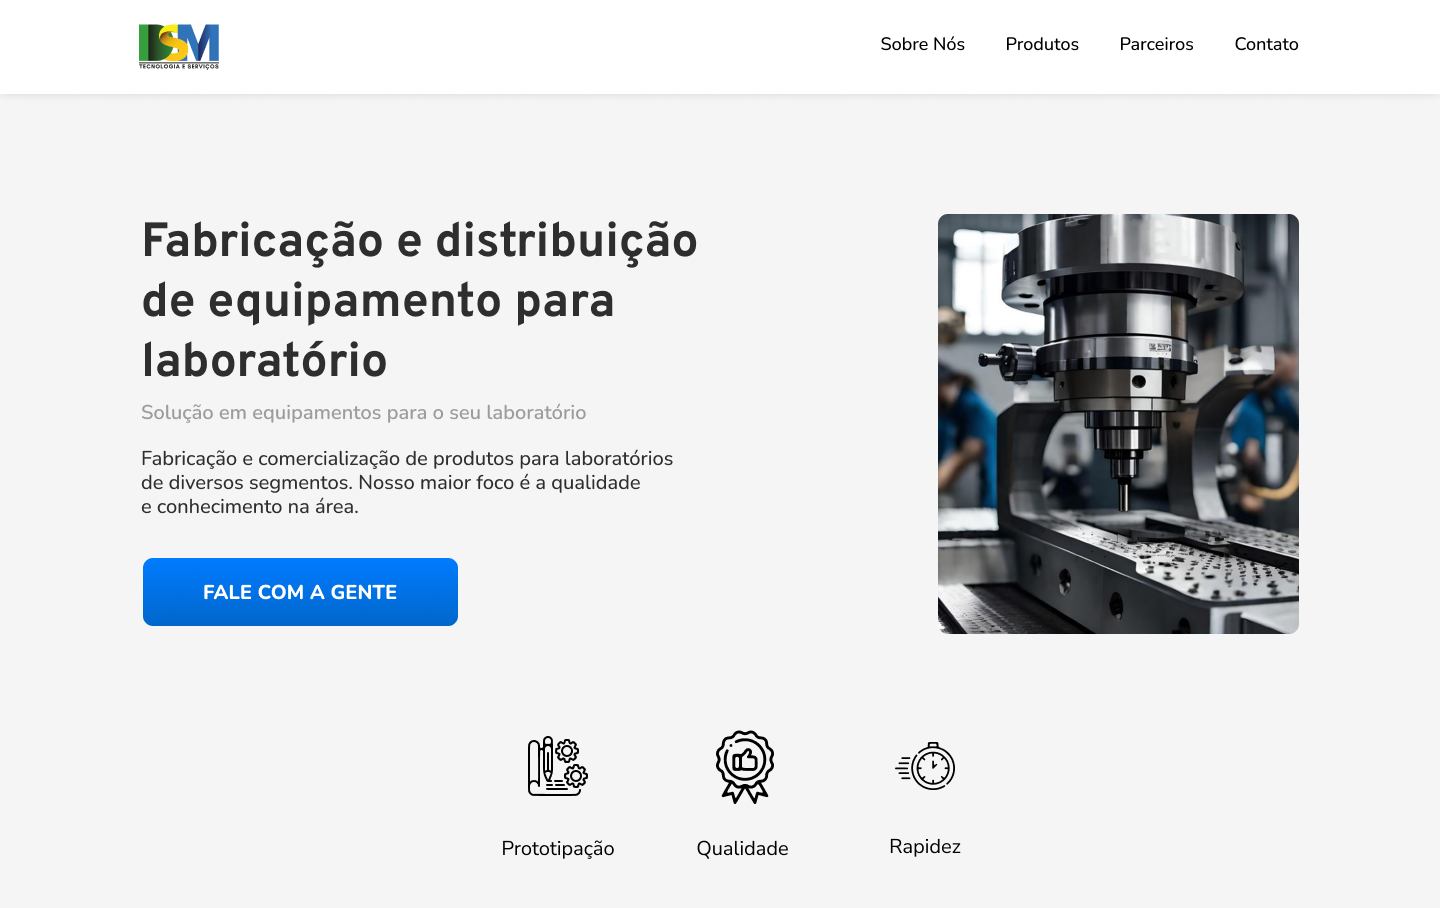 BSM
TECNOLOGIA E SERVIÇOS
Sobre Nós
Produtos
Parceiros
Contato
Fabricação e distribuição
de equipamento para
laboratório
Solução em equipamentos para o seu laboratório
Fabricação e comercialização de produtos para laboratórios
de diversos segmentos. Nosso maior foco é a qualidade
e conhecimento na área.
FALE COM A GENTE
Prototipação
Qualidade
Rapidez